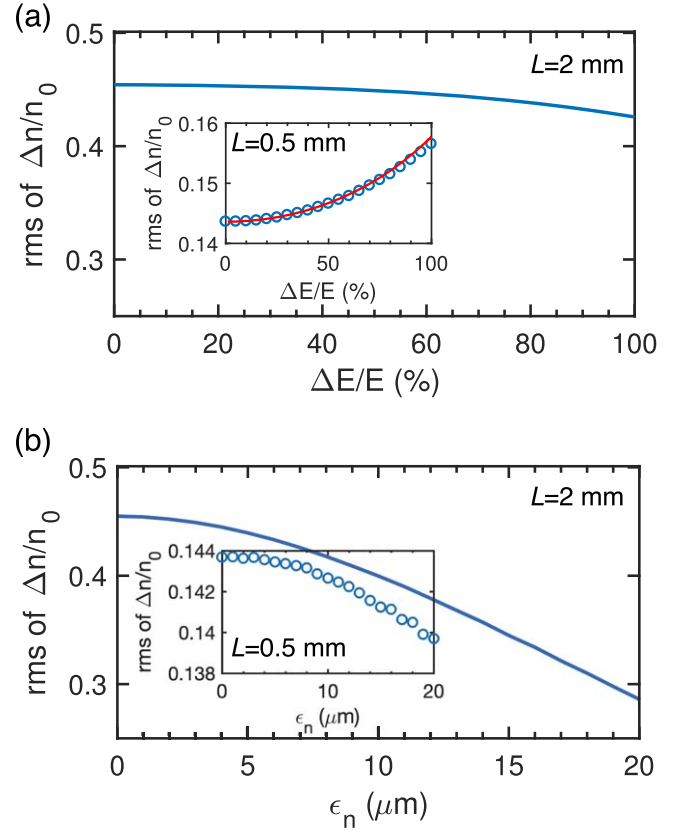 (a)
0.5
0.4
0.3
rms of Δn/n0
L=2 mm
0.16
0.15
0.14
rms of Δn/n0
L=0.5 mm
0 50 100
ΔE/E (%)
0 20 40 60 80 100
ΔE/E (%)
(b)
0.5
0.4
0.3
rms of Δn/n0
L=2 mm
0.144
0.142
0.14
0.138
rms of Δn/n0
L=0.5 mm
0 10 20
ϵn (μm)
0 5 10 15 20
ϵn (μm)